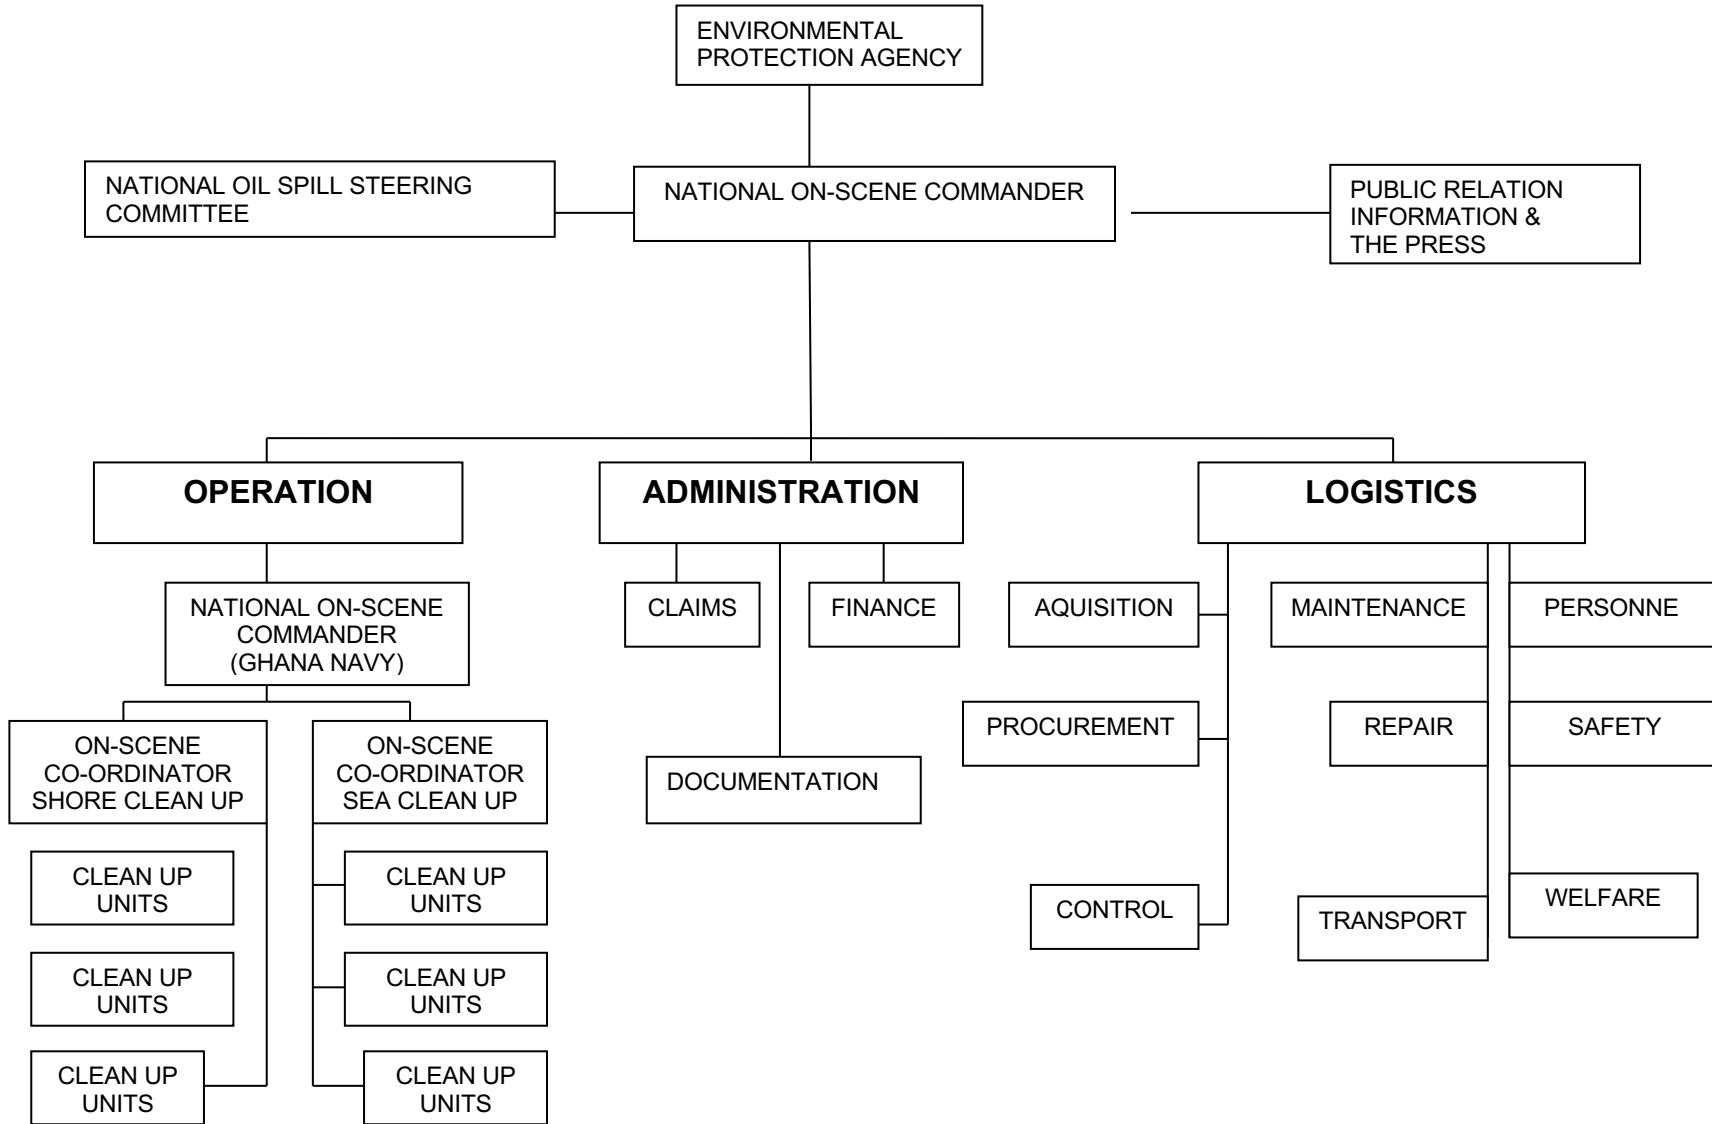 ENVIRONMENTAL
PROTECTION AGENCY
NATIONAL OIL SPILL STEERING
COMMITTEE
NATIONAL ON-SCENE COMMANDER
PUBLIC RELATION
INFORMATION &
THE PRESS
OPERATION
ADMINISTRATION
LOGISTICS
NATIONAL ON-SCENE
COMMANDER
(GHANA NAVY)
CLAIMS
FINANCE
AQUISITION
MAINTENANCE
PERSONNE
ON-SCENE
CO-ORDINATOR
SHORE CLEAN UP
ON-SCENE
CO-ORDINATOR
SEA CLEAN UP
DOCUMENTATION
PROCUREMENT
REPAIR
SAFETY
CLEAN UP
UNITS
CLEAN UP
UNITS
CONTROL
TRANSPORT
WELFARE
CLEAN UP
UNITS
CLEAN UP
UNITS
CLEAN UP
UNITS
CLEAN UP
UNITS